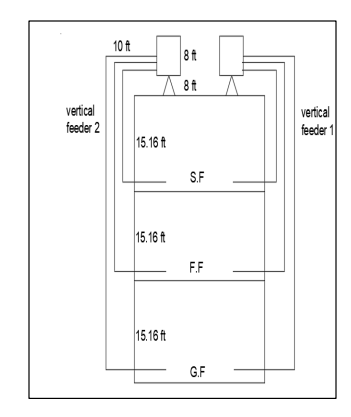 10 ft
8 ft
8 ft
vertical
feeder 2
vertical
feeder 1
15.16 ft
S.F
15.16 ft
F.F
15.16 ft
G.F